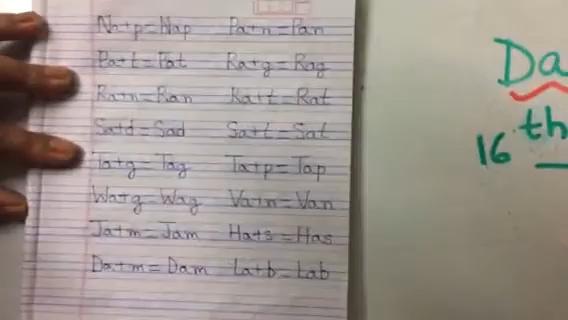 Na+p=Nap Pa+n=Pan
Pa+t=Pat Ra+g=Rag
Ra+n=Ran Ra+t=Rat
Sa+d=Sad Sa+t=Sat
Ta+g=Tag Ta+p=Tap
Wa+g=Wag Va+n=Van
Ja+m=Jam Ha+s=Has
Da+m=Dam La+b=Lab
Da
16 th